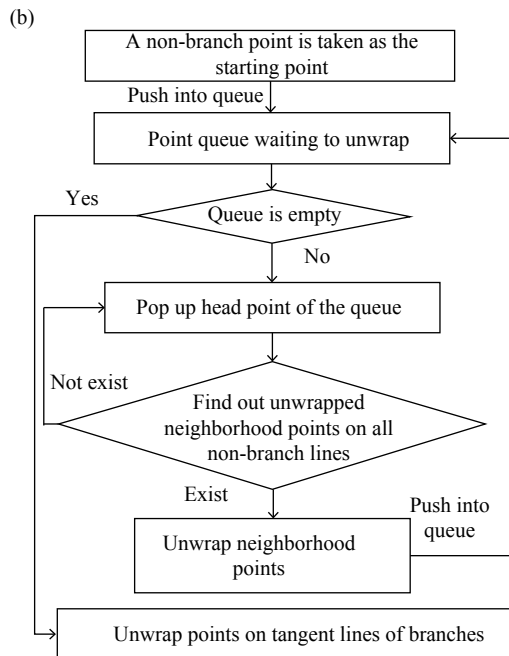 (b)
A non-branch point is taken as the
starting point
Push into queue
Point queue waiting to unwrap
Yes
Queue is empty
No
Pop up head point of the queue
Not exist
Find out unwrapped
neighborhood points on all
non-branch lines
Exist
Push into
queue
Unwrap neighborhood
points
Unwrap points on tangent lines of branches